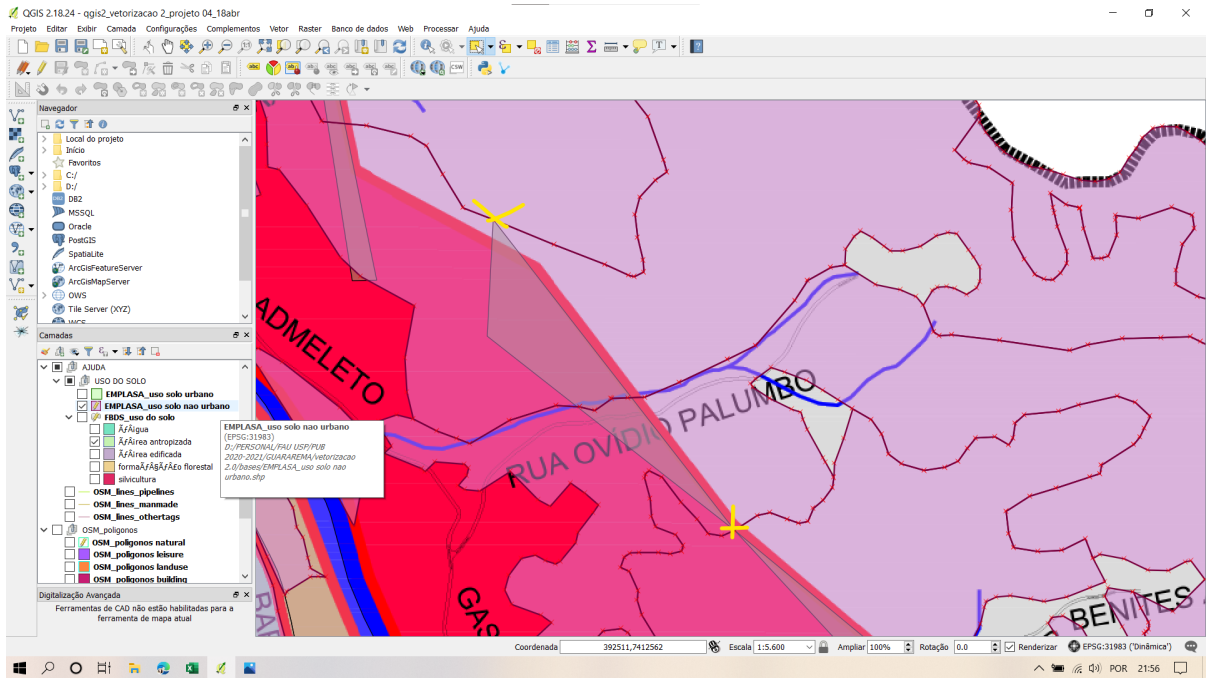 QGIS 2.18.24 - qgis2_vetorizacao 2_projeto 04_18abr
Projeto Editar Exibir Camada Configurações Complementos Vetor Raster Banco de dados Web Processar Ajuda
Navegador
Local do projeto
Início
Favoritos
C:/
D:/
DB2
MSSQL
Oracle
PostGIS
SpatiaLite
ArcGisFeatureServer
ArcGisMapServer
OWS
Tile Server (XYZ)
WCS
Camadas
AJUDA
USO DO SOLO
EMPLASA_uso solo urbano
EMPLASA_uso solo nao urbano
FBDS_uso do solo
ÃƒÂgua
ÃƒÂrea antropizada
ÃƒÂrea edificada
formaÃƒÂ§ÃƒÂ£o florestal
silvicultura
OSM_lines_pipelines
OSM_lines_manmade
OSM_lines_othertags
OSM_poligonos
OSM_poligonos natural
OSM_poligonos leisure
OSM_poligonos landuse
OSM_poligonos building
EMPLASA_uso solo nao urbano
(EPSG:31983)
D:/PERSONAL/FAU USP/PUB
2020-2021/GUARAREMA/vetorizacao
2.0/bases/EMPLASA_uso solo nao
urbano.shp
Digitalização Avançada
Ferramentas de CAD não estão habilitadas para a
ferramenta de mapa atual
ADMELETO
RUA OVÍDIO PALUMBO
GAS
BENITES
Coordenada 392511,7412562 Escala 1:5.600 Ampliar 100% Rotação 0.0 Renderizar EPSG:31983 ('Dinâmica')
POR 21:56